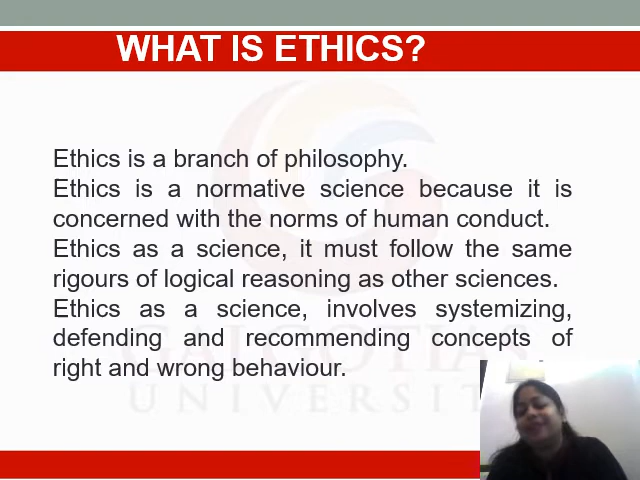 WHAT IS ETHICS?
Ethics is a branch of philosophy.
Ethics is a normative science because it is
concerned with the norms of human conduct.
Ethics as a science, it must follow the same
rigours of logical reasoning as other sciences.
Ethics as a science, involves systemizing,
defending and recommending concepts of
right and wrong behaviour.
GALGOTIAS
UNIVERSITY